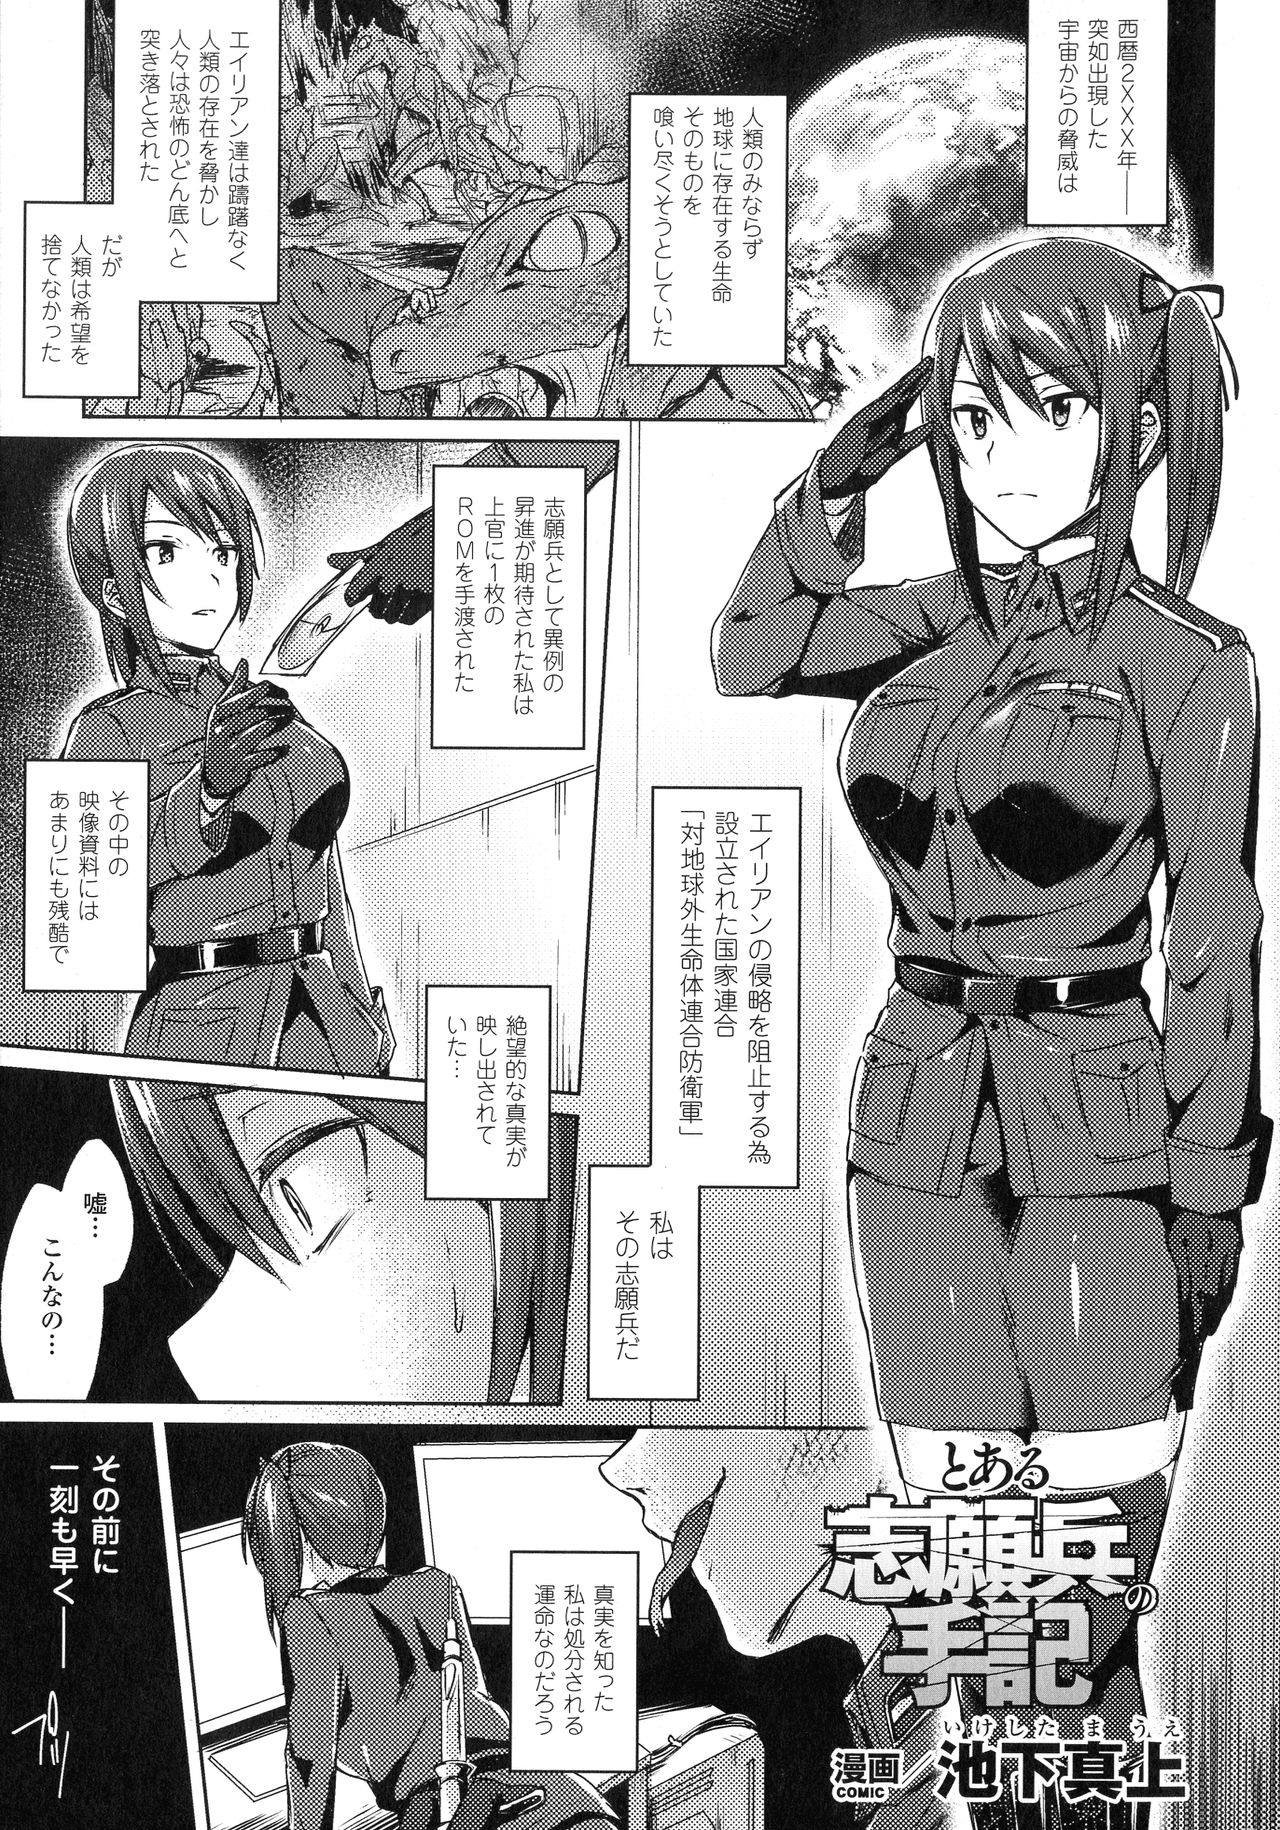 西暦2XXX年――
突如出現した
宇宙からの脅威は
人類のみならず
地球に存在する生命
そのものを
喰い尽くそうとしていた
エイリアン達は躊躇なく
人類の存在を脅かし
人々は恐怖のどん底へと
突き落とされた
だが
人類は希望を
捨てなかった
エイリアンの侵略を阻止する為
設立された国家連合
「対地球外生命体連合防衛軍」
私は
その志願兵だ
志願兵として異例の
昇進が期待された私は
上官に1枚の
ROMを手渡された
その中の
映像資料には
あまりにも残酷で
絶望的な真実が
映し出されて
いた…
嘘…
こんなの…
真実を知った
私は処分される
運命なのだろう
その前に
一刻も早く――
プツッ
とある
志願兵の
手記
漫画
COMIC
いけした まうえ
池下真上